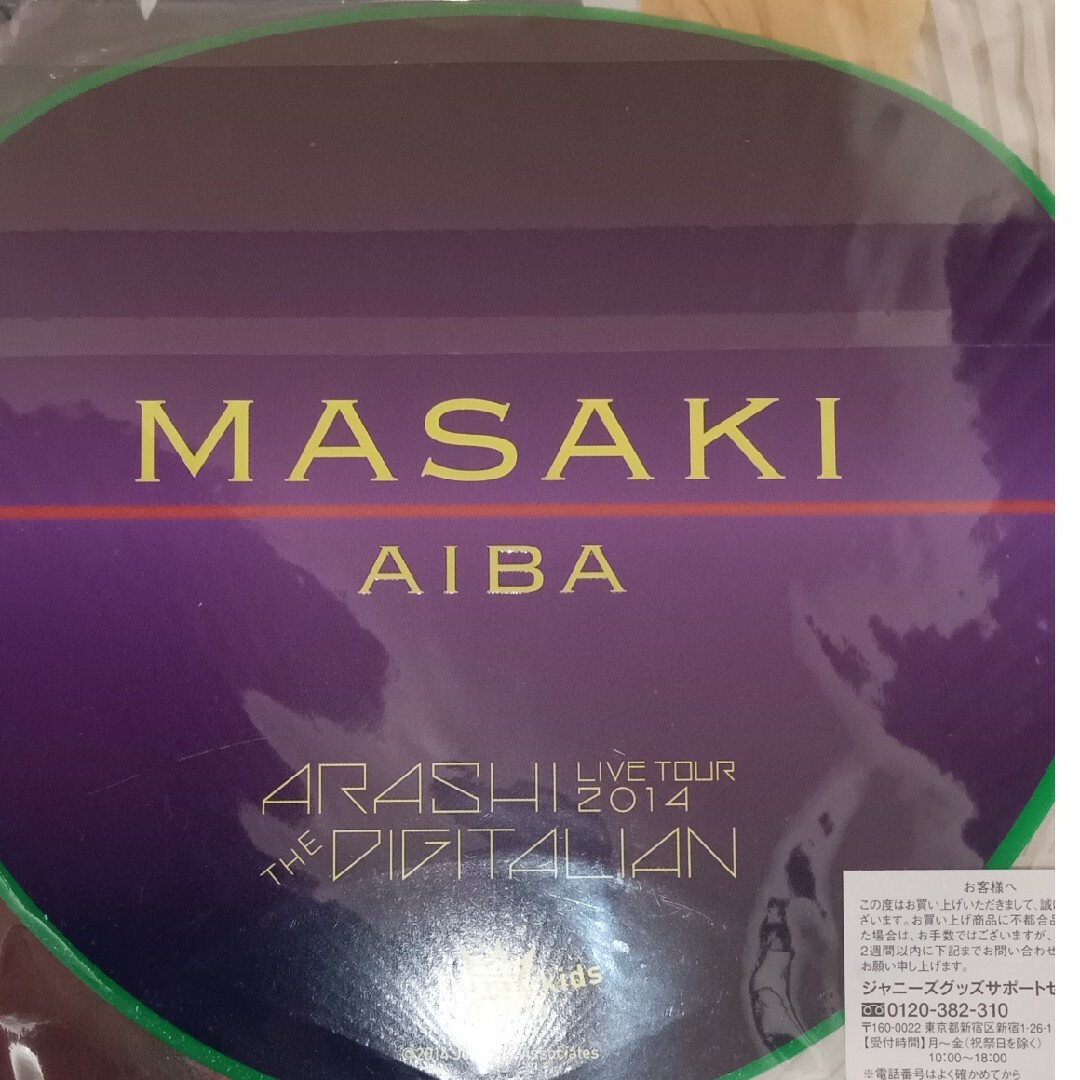 MASAKI
AIBA
ARASHI LIVE TOUR 2014
THE DIGITALIAN
kids
©2014
Associates
お客様へ
この度はお買い上げいただきまして、誠に
ざいます。お買い上げ商品に不都合
た場合は、お手数ではございますが、
2週間以内に下記までお問い合わせ
お願い申し上げます。
ジャニーズグッズサポートセ
0120-382-310
〒160-0022 東京都新宿区新宿1-26-1
【受付時間】月～金(祝祭日を除く)
10:00～18:00
※電話番号はよく確かめてから